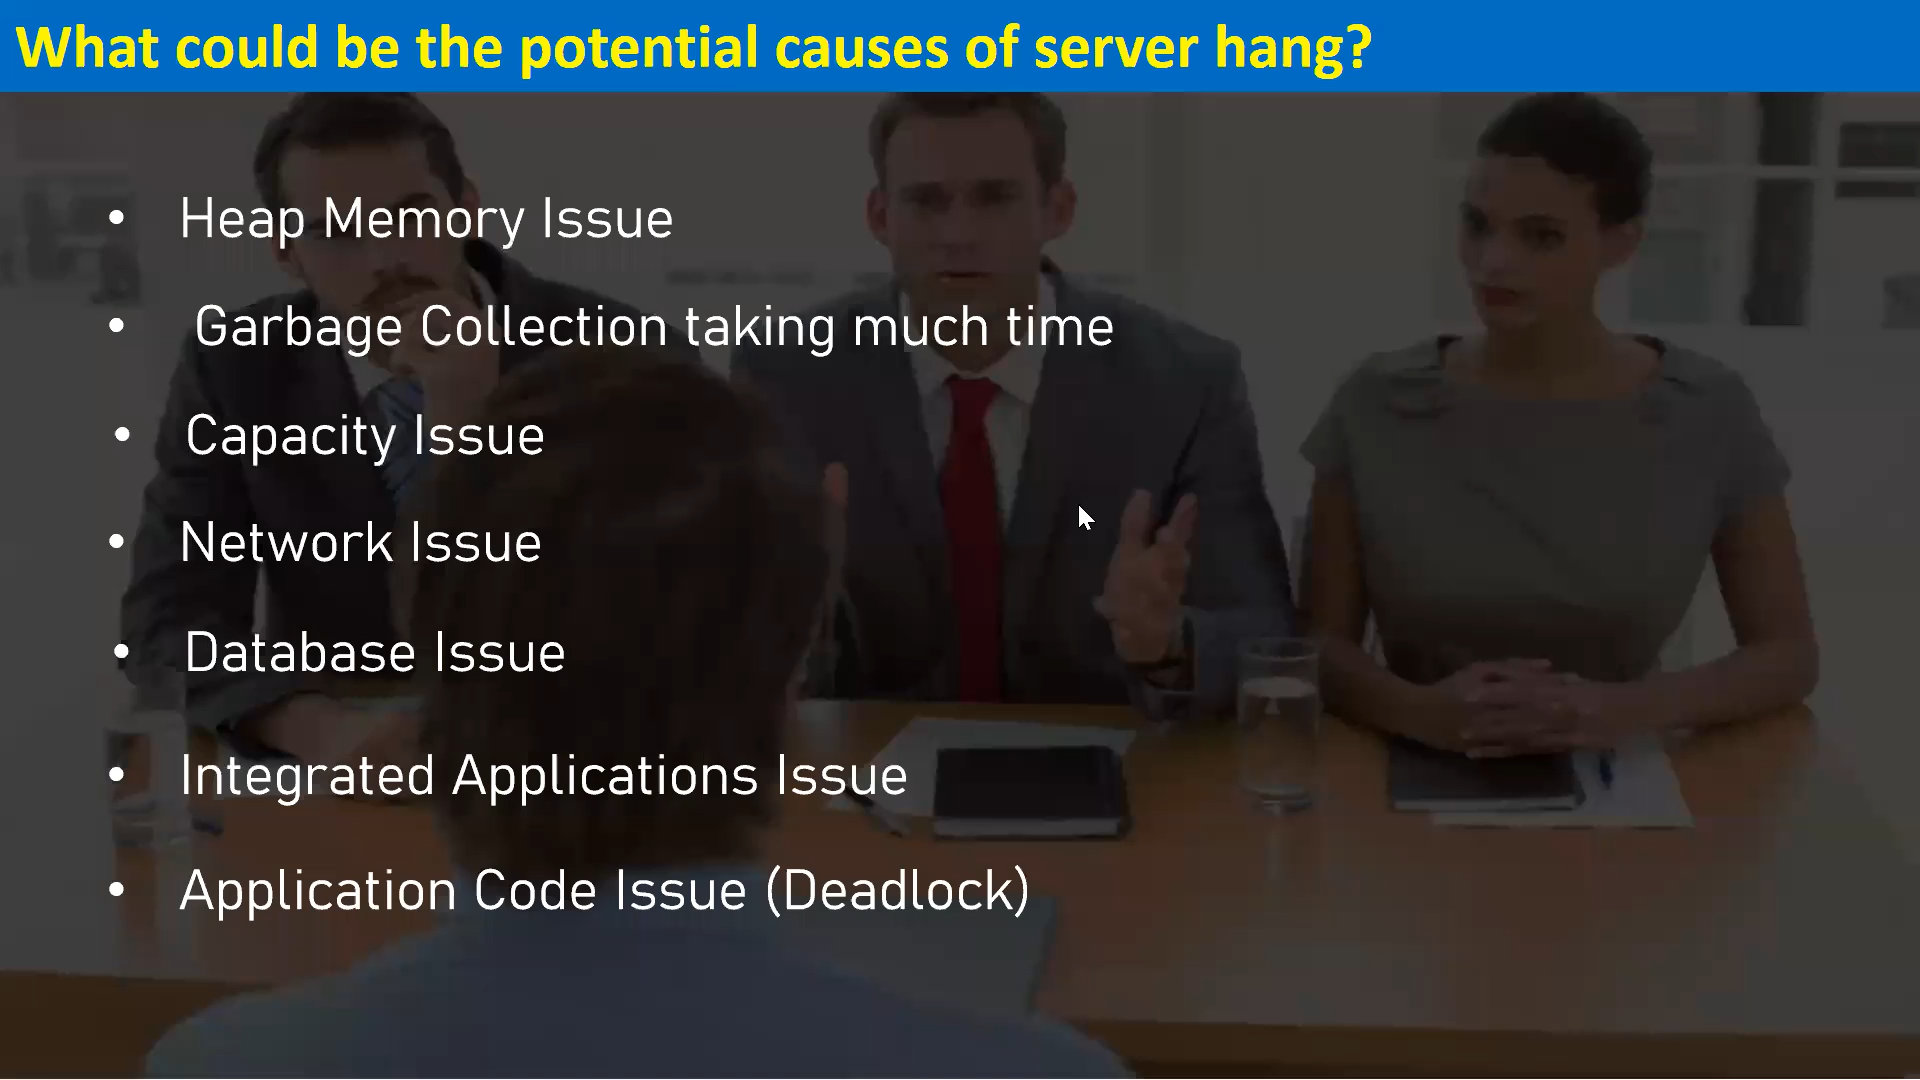 What could be the potential causes of server hang?
• Heap Memory Issue
• Garbage Collection taking much time
• Capacity Issue
• Network Issue
• Database Issue
• Integrated Applications Issue
• Application Code Issue (Deadlock)